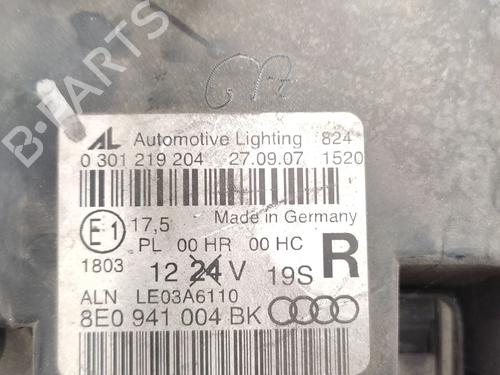 B-PARTS
AL Automotive Lighting 824
0 301 219 204 27.09.07 1520
Made in Germany
E1 17,5
PL 00 HR 00 HC
1803 12 24 V 19S R
ALN LE03A6110
8E0 941 004 BK